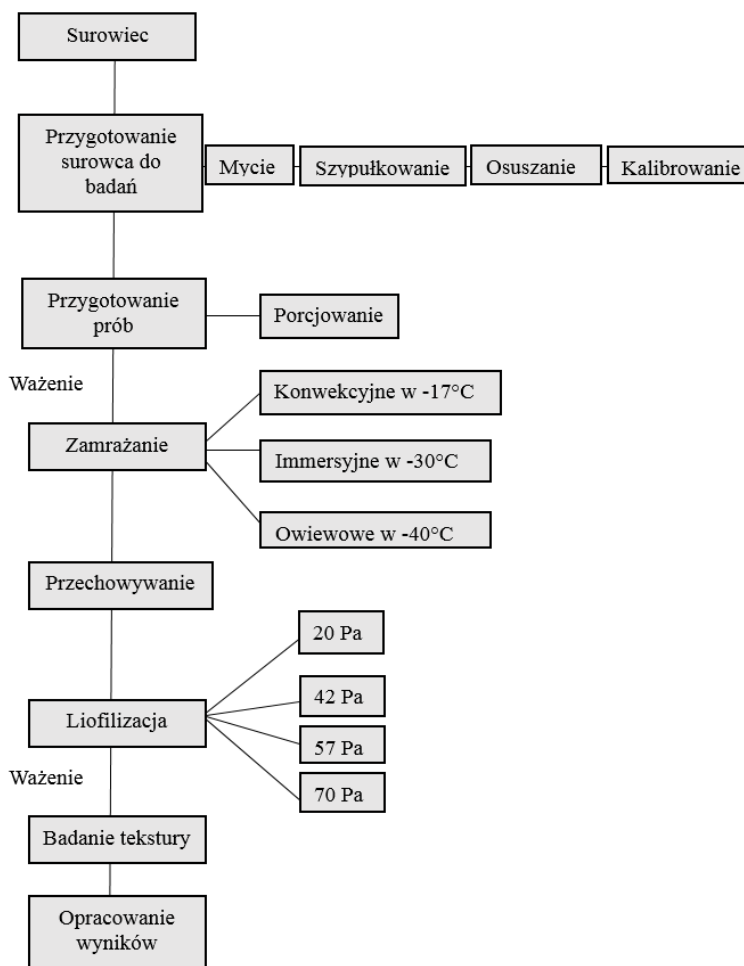 Surowiec
Przygotowanie
surowca do
badań
Mycie
Szypułkowanie
Osuszanie
Kalibrowanie
Przygotowanie
prób
Porcjowanie
Ważenie
Zamrażanie
Konwekcyjne w -17°C
Immersyjne w -30°C
Owiewowe w -40°C
Przechowywanie
Liofilizacja
20 Pa
42 Pa
57 Pa
70 Pa
Ważenie
Badanie tekstury
Opracowanie
wyników